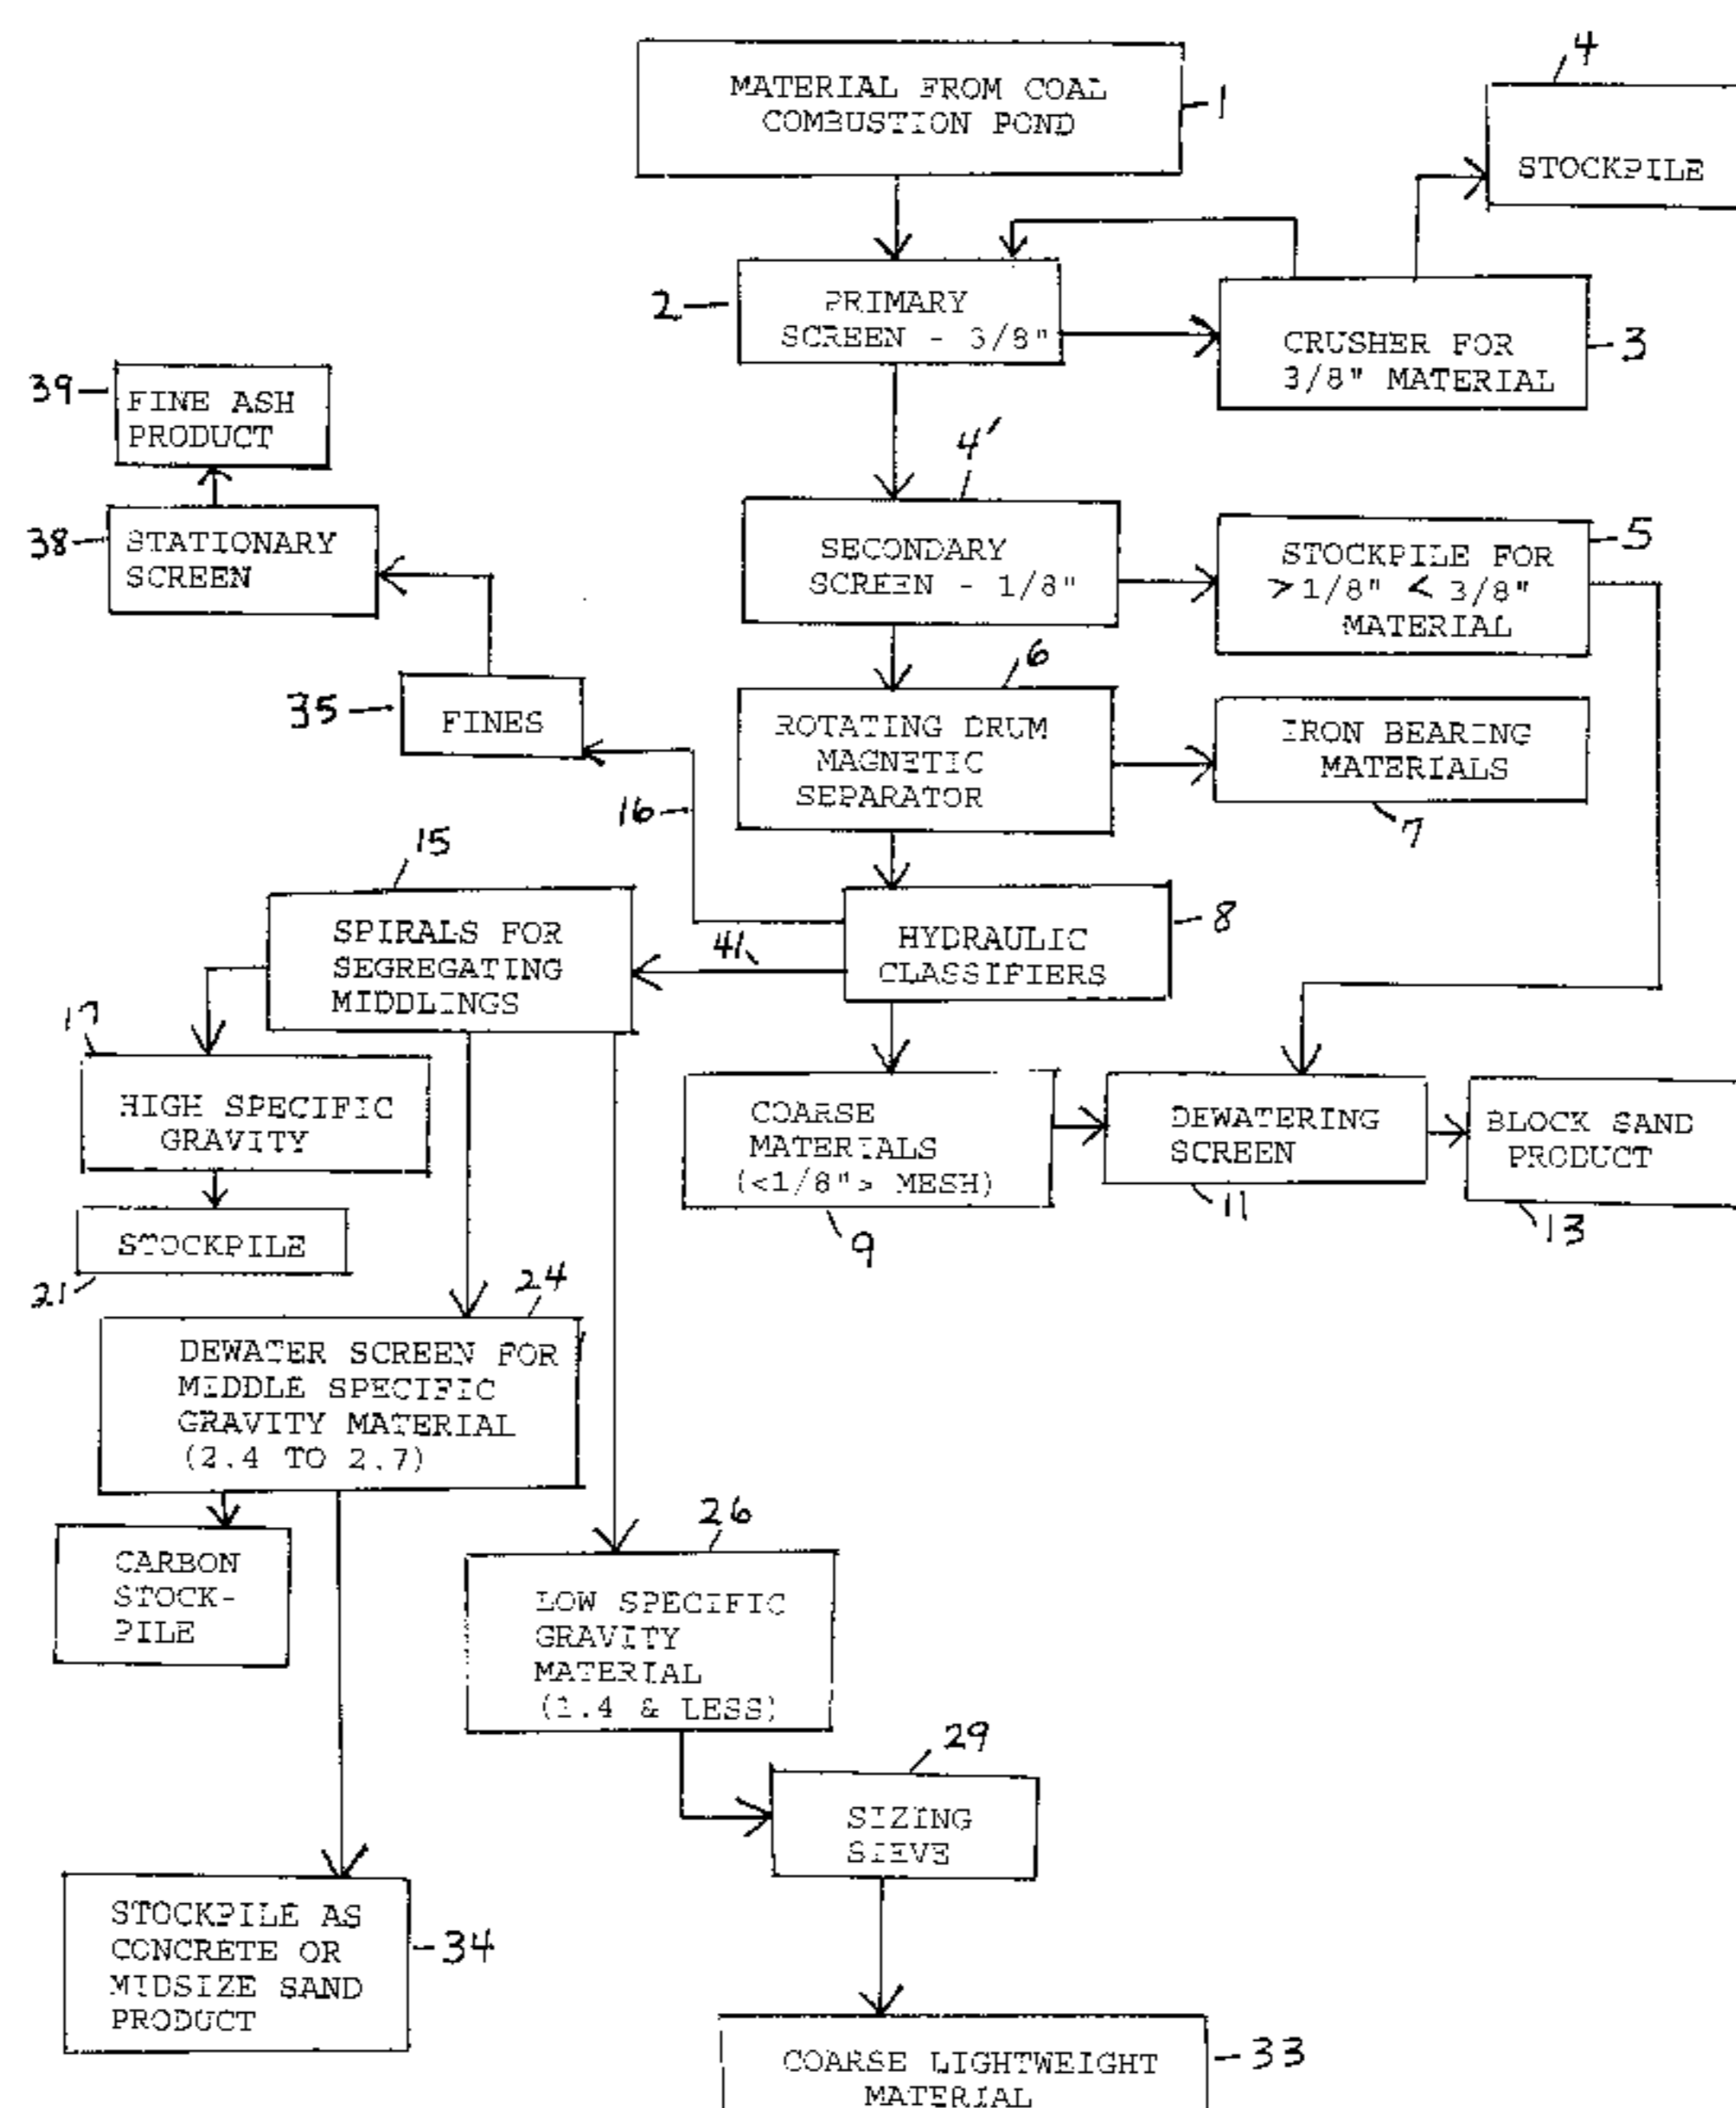 MATERIAL FROM COAL
COMBUSTION POND
1
4
STOCKPILE
2
PRIMARY
SCREEN - 3/8"
CRUSHER FOR
3/8" MATERIAL
3
39
FINE ASH
PRODUCT
4'
38
STATIONARY
SCREEN
SECONDARY
SCREEN - 1/8"
STOCKPILE FOR
>1/8" < 3/8"
MATERIAL
5
6
35
FINES
ROTATING DRUM
MAGNETIC
SEPARATOR
IRON BEARING
MATERIALS
7
16
15
SPIRALS FOR
SEGREGATING
MIDDLINGS
41
HYDRAULIC
CLASSIFIERS
8
17
HIGH SPECIFIC
GRAVITY
COARSE
MATERIALS
(<1/8"> MESH)
9
DEWATERING
SCREEN
11
BLOCK SAND
PRODUCT
13
STOCKPILE
21
24
DEWATER SCREEN FOR
MIDDLE SPECIFIC
GRAVITY MATERIAL
(2.4 TO 2.7)
CARBON
STOCK-
PILE
26
LOW SPECIFIC
GRAVITY
MATERIAL
(1.4 & LESS)
29
SIZING
SIEVE
STOCKPILE AS
CONCRETE OR
MIDSIZE SAND
PRODUCT
34
COARSE LIGHTWEIGHT
MATERIAL
33